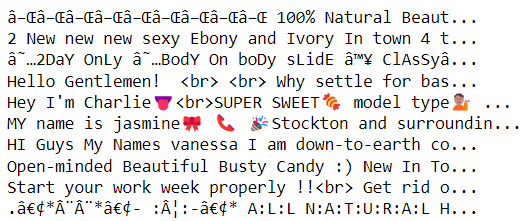 â–Œâ–Œâ–Œâ–Œâ–Œâ–Œâ–Œâ–Œ 100% Natural Beaut...
2 New new new sexy Ebony and Ivory In town 4 t...
â˜…2DaY OnLy â˜…BodY On boDy sLidE â™¥ ClAsSyâ...
Hello Gentlemen!  <br> <br> Why settle for bas...
Hey I'm Charlie👅<br>SUPER SWEET🍬 model type💁🏽 ...
MY name is jasmine🎀 📞 🎉Stockton and surroundin...
HI Guys My Names vanessa I am down-to-earth co...
Open-minded Beautiful Busty Candy :) New In To...
Start your work week properly !!<br> Get rid o...
.â€¢*Â¨Â¨*â€¢- :Â¦:-â€¢* A:L:L N:A:T:U:R:A:L H...